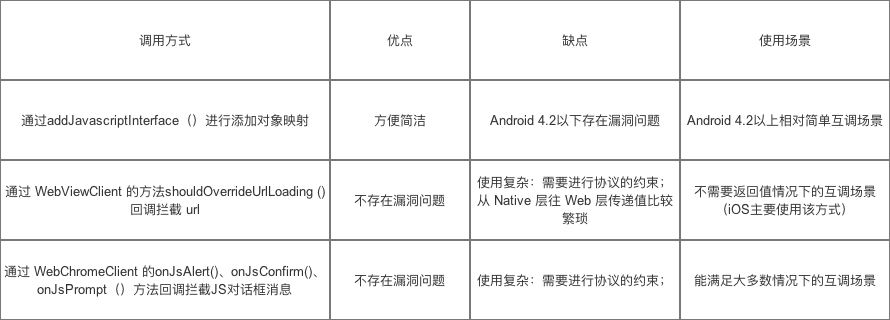 调用方式 优点 缺点 使用场景
通过addJavascriptInterface（）进行添加对象映射 方便简洁 Android 4.2以下存在漏洞问题 Android 4.2以上相对简单互调场景
通过 WebViewClient 的方法shouldOverrideUrlLoading ()
回调拦截 url
不存在漏洞问题
使用复杂：需要进行协议的约束；
从 Native 层往 Web 层传递值比较
繁琐
不需要返回值情况下的互调场景
（iOS主要使用该方式）
通过 WebChromeClient 的onJsAlert()、onJsConfirm()、
onJsPrompt（）方法回调拦截JS对话框消息
不存在漏洞问题
使用复杂：需要进行协议的约束；
能满足大多数情况下的互调场景